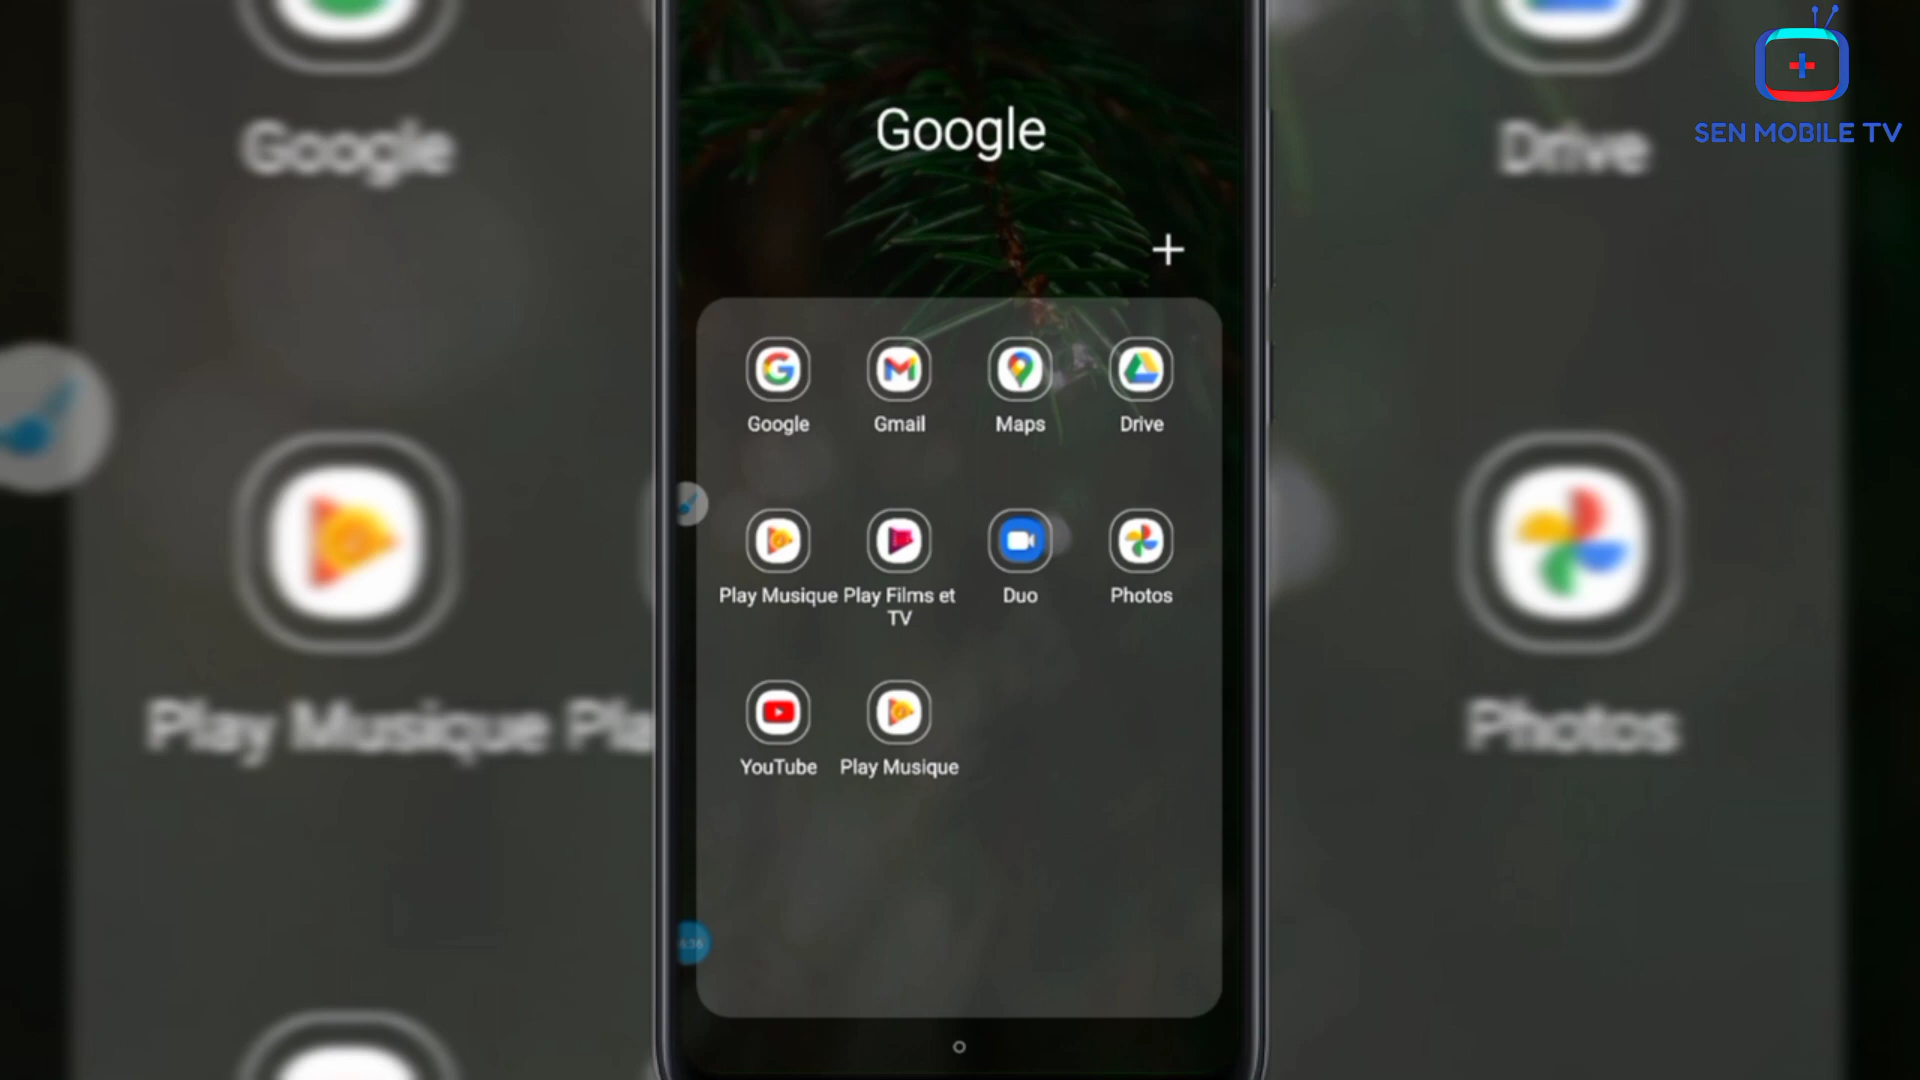 SEN MOBILE TV
Google
Google
Drive
Google
Gmail
Maps
Drive
Play Musique
Play Films et
TV
Duo
Photos
Play Musique Pla
Photos
YouTube
Play Musique